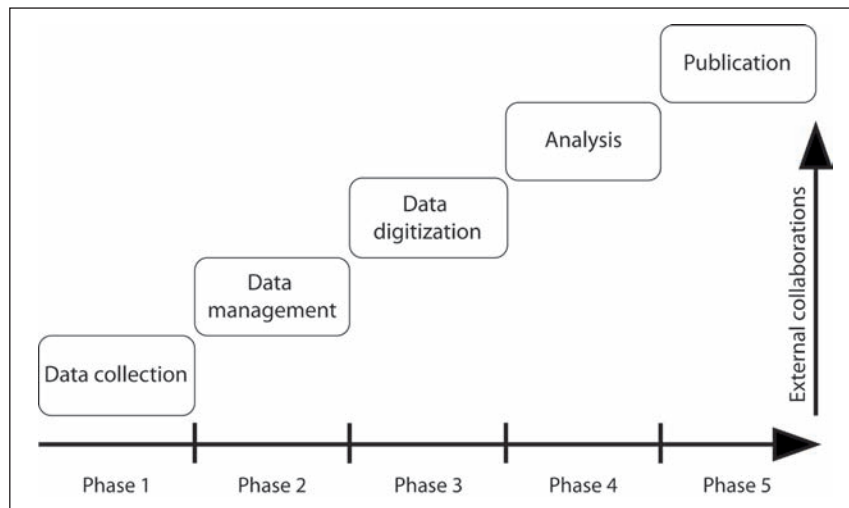 Publication
Analysis
Data
digitization
Data
management
Data collection
External collaborations
Phase 1
Phase 2
Phase 3
Phase 4
Phase 5